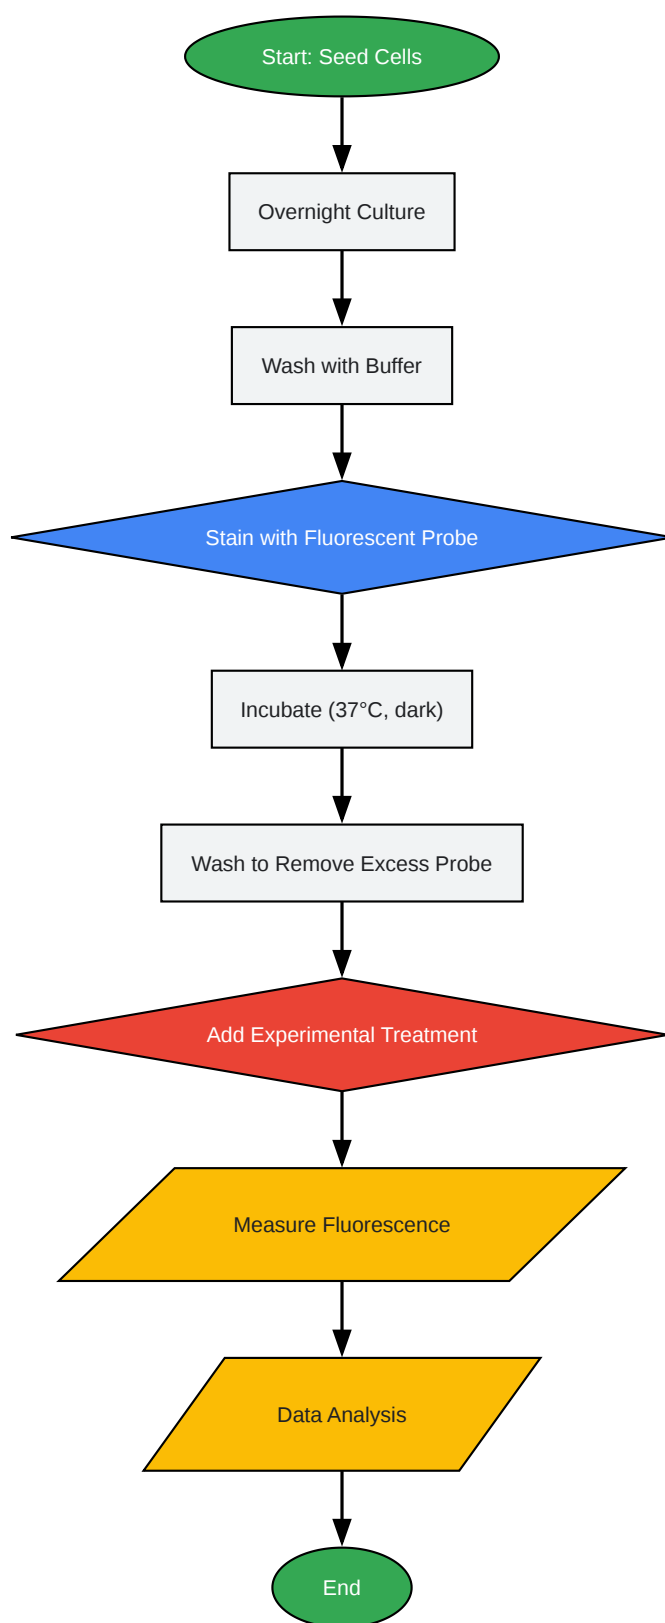 Start: Seed Cells
Overnight Culture
Wash with Buffer
Stain with Fluorescent Probe
Incubate (37°C, dark)
Wash to Remove Excess Probe
Add Experimental Treatment
Measure Fluorescence
Data Analysis
End